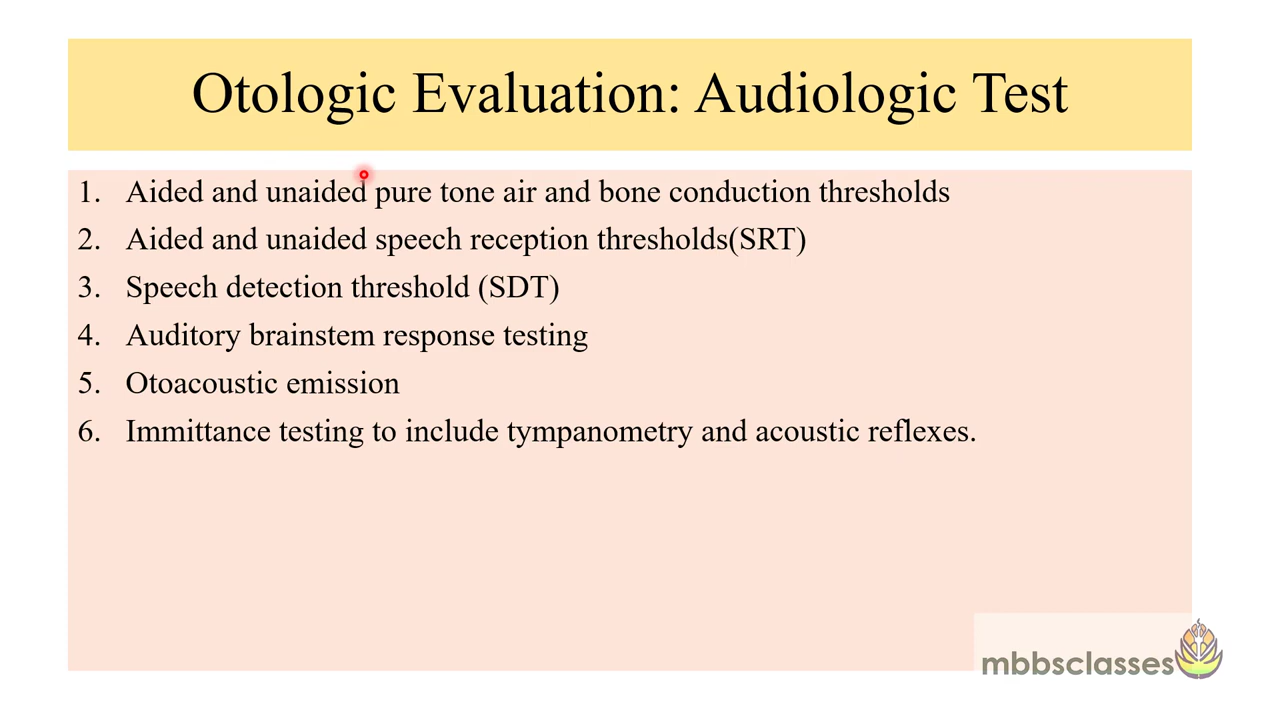 Otologic Evaluation: Audiologic Test
1. Aided and unaided pure tone air and bone conduction thresholds
2. Aided and unaided speech reception thresholds(SRT)
3. Speech detection threshold (SDT)
4. Auditory brainstem response testing
5. Otoacoustic emission
6. Immittance testing to include tympanometry and acoustic reflexes.
mbbsclasses